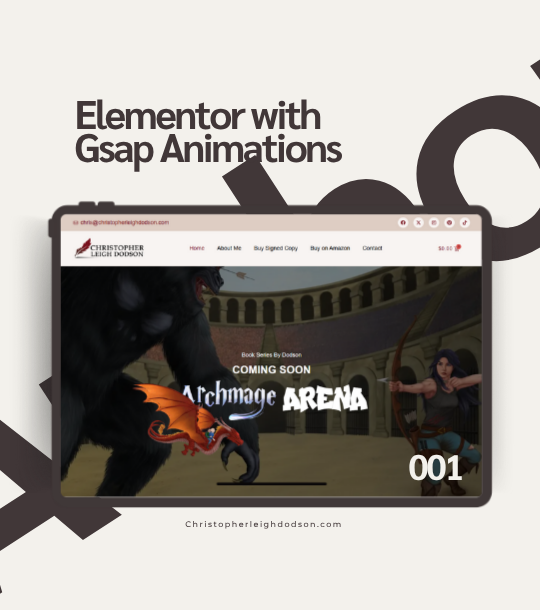 Elementor with
Gsap Animations
chris@christopherleighdodson.com
CHRISTOPHER
LEIGH DODSON
Home About Me Buy Signed Copy Buy on Amazon Contact
$0.00
Book Series By Dodson
COMING SOON
Archmage ARENA
001
Christopherleighdodson.com